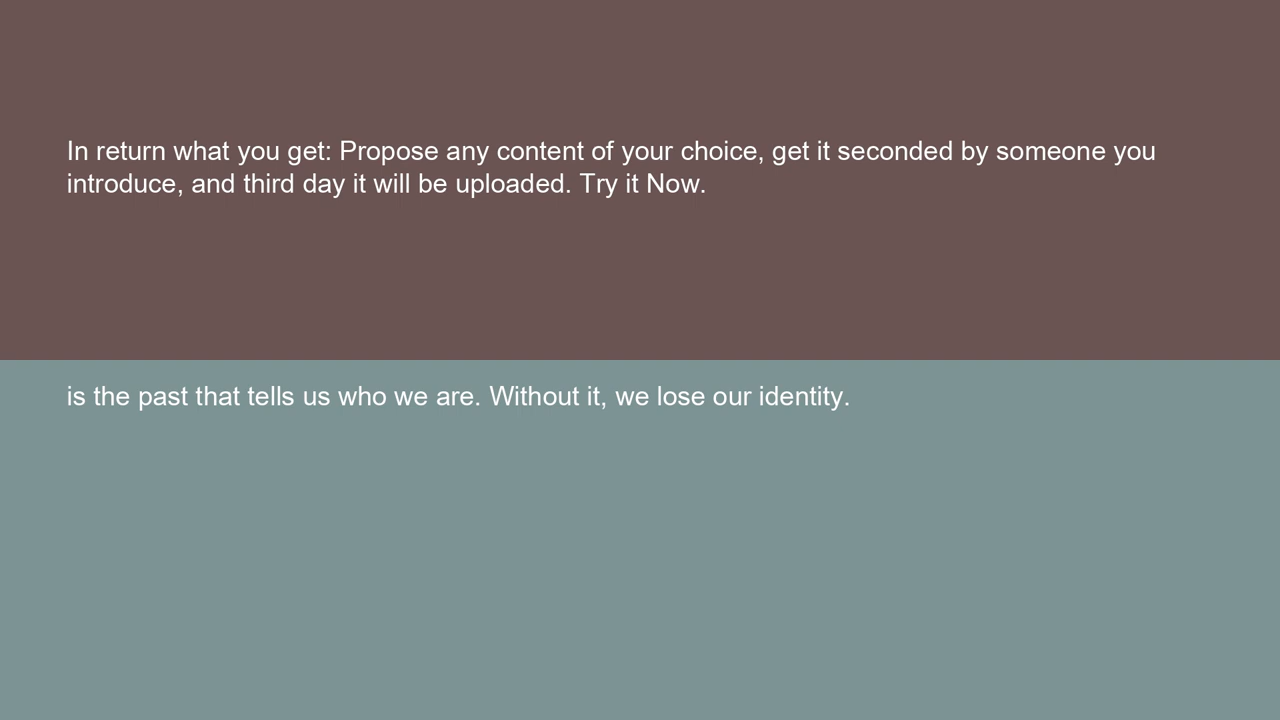 In return what you get: Propose any content of your choice, get it seconded by someone you
introduce, and third day it will be uploaded. Try it Now.
is the past that tells us who we are. Without it, we lose our identity.